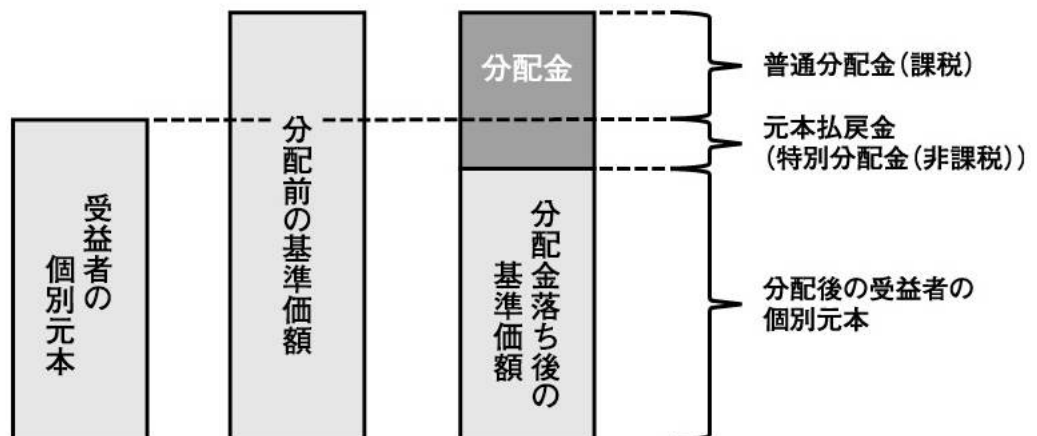 受益者の
個別元本
分配前の基準価額
分配金
分配金落ち後の
基準価額
普通分配金(課税)
元本払戻金
(特別分配金(非課税))
分配後の受益者の
個別元本